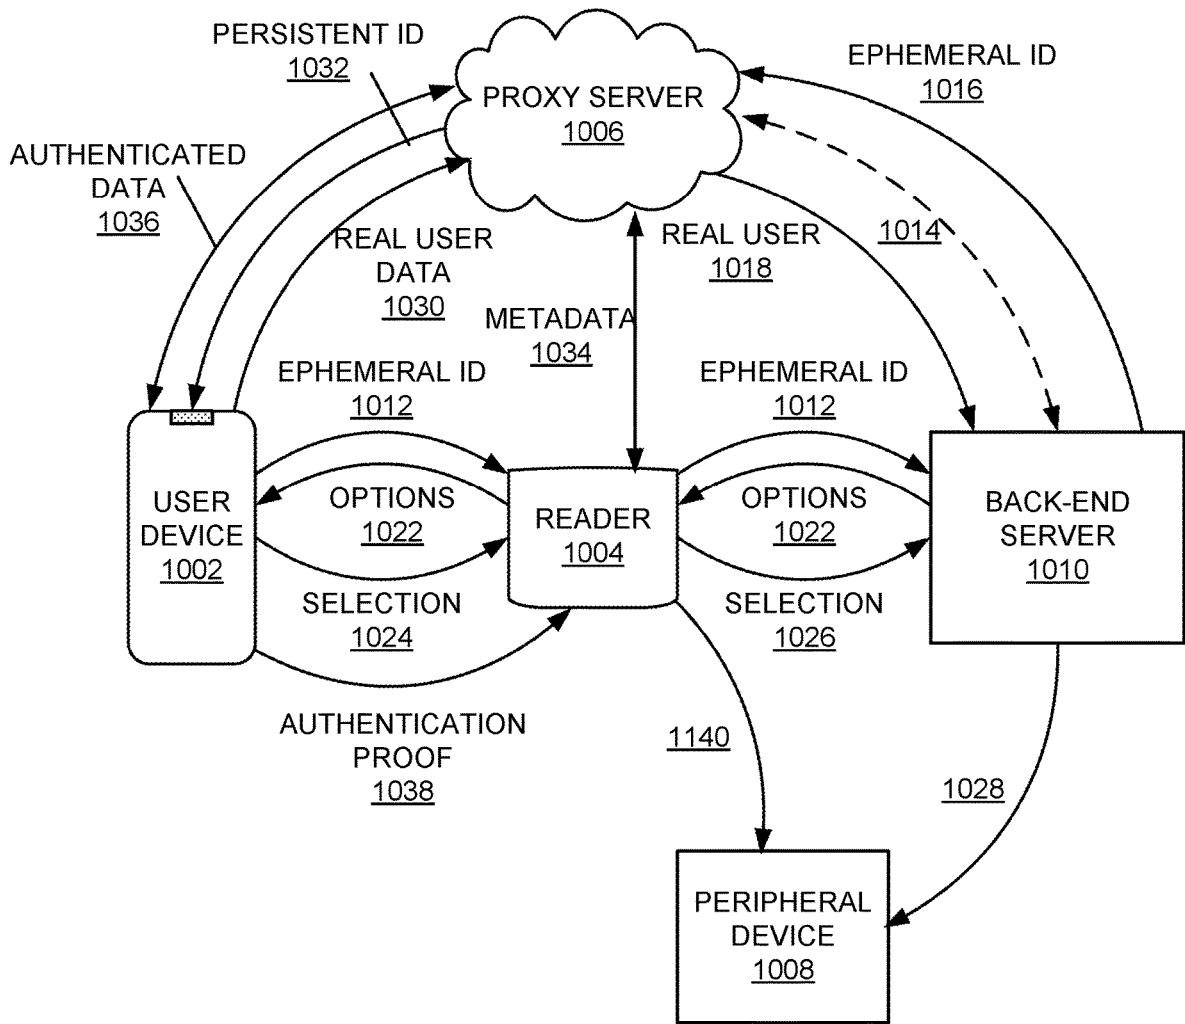 PERSISTENT ID
1032
PROXY SERVER
1006
EPHEMERAL ID
1016
AUTHENTICATED
DATA
1036
REAL USER
DATA
1030
REAL USER
1018
1014
METADATA
1034
EPHEMERAL ID
1012
EPHEMERAL ID
1012
USER
DEVICE
1002
OPTIONS
1022
READER
1004
OPTIONS
1022
BACK-END
SERVER
1010
SELECTION
1024
SELECTION
1026
AUTHENTICATION
PROOF
1038
1140
1028
PERIPHERAL
DEVICE
1008